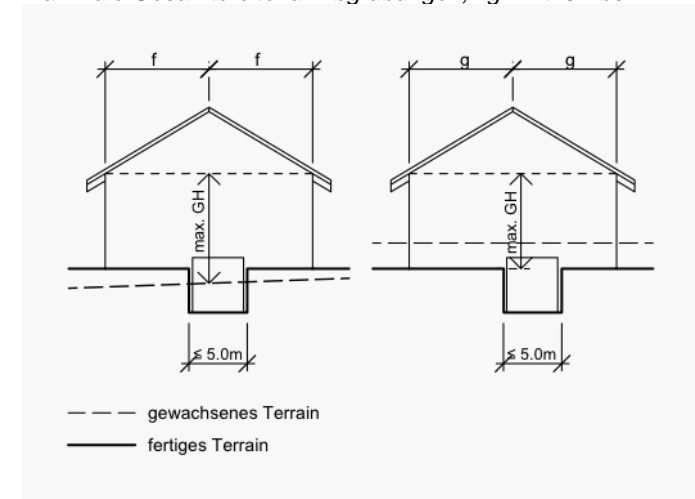 f f g g
max. GH max. GH
≤ 5.0m ≤ 5.0m
gewachsenes Terrain
fertiges Terrain